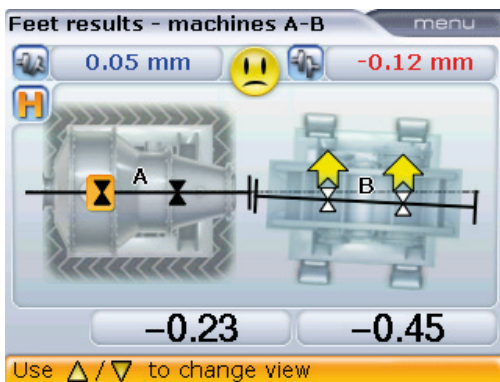 Feet results - machines A-B menu
0.05 mm -0.12 mm
H
A B
-0.23 -0.45
Use △/▽ to change view